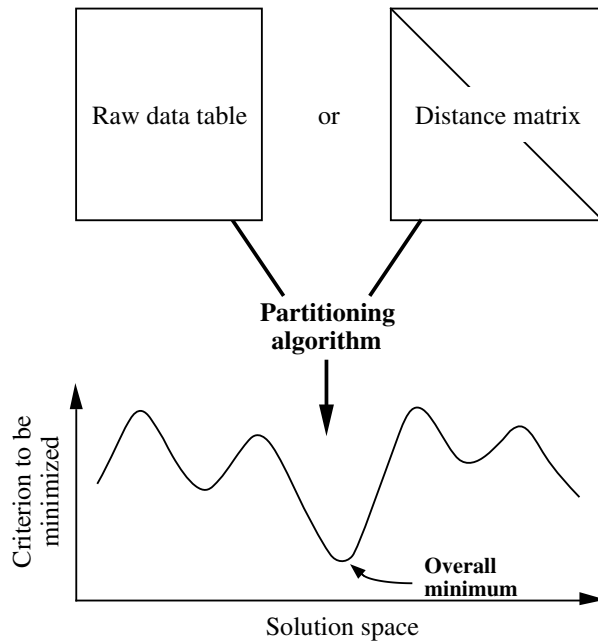 Raw data table
or
Distance matrix
Partitioning
algorithm
Criterion to be
minimized
Overall
minimum
Solution space